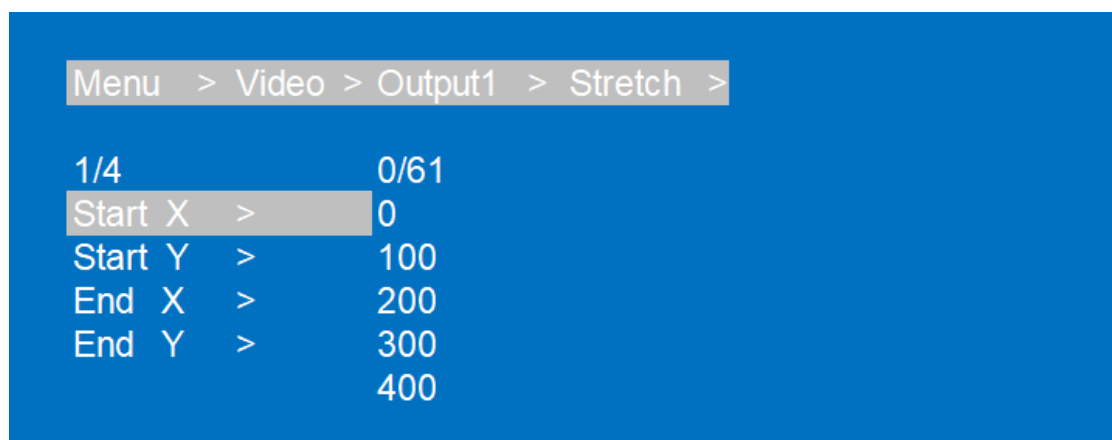 Menu > Video > Output1 > Stretch >
1/4 0/61
Start X > 0
Start Y > 100
End X > 200
End Y > 300
400